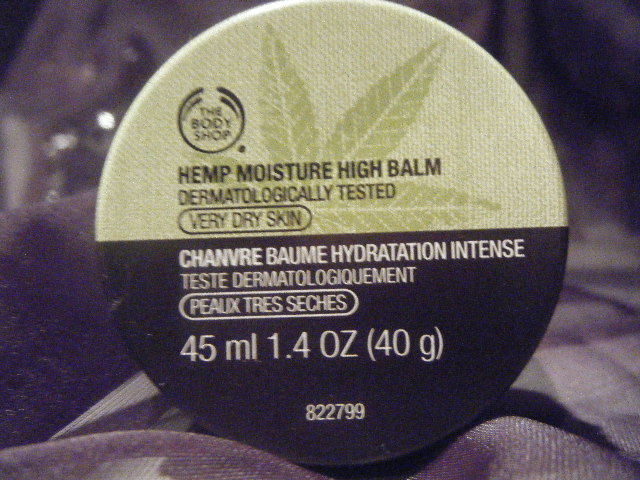 THE
BODY
SHOP
HEMP MOISTURE HIGH BALM
DERMATOLOGICALLY TESTED
VERY DRY SKIN
CHANVRE BAUME HYDRATATION INTENSE
TESTE DERMATOLOGIQUEMENT
PEAUX TRES SECHES
45 ml 1.4 OZ (40 g)
822799